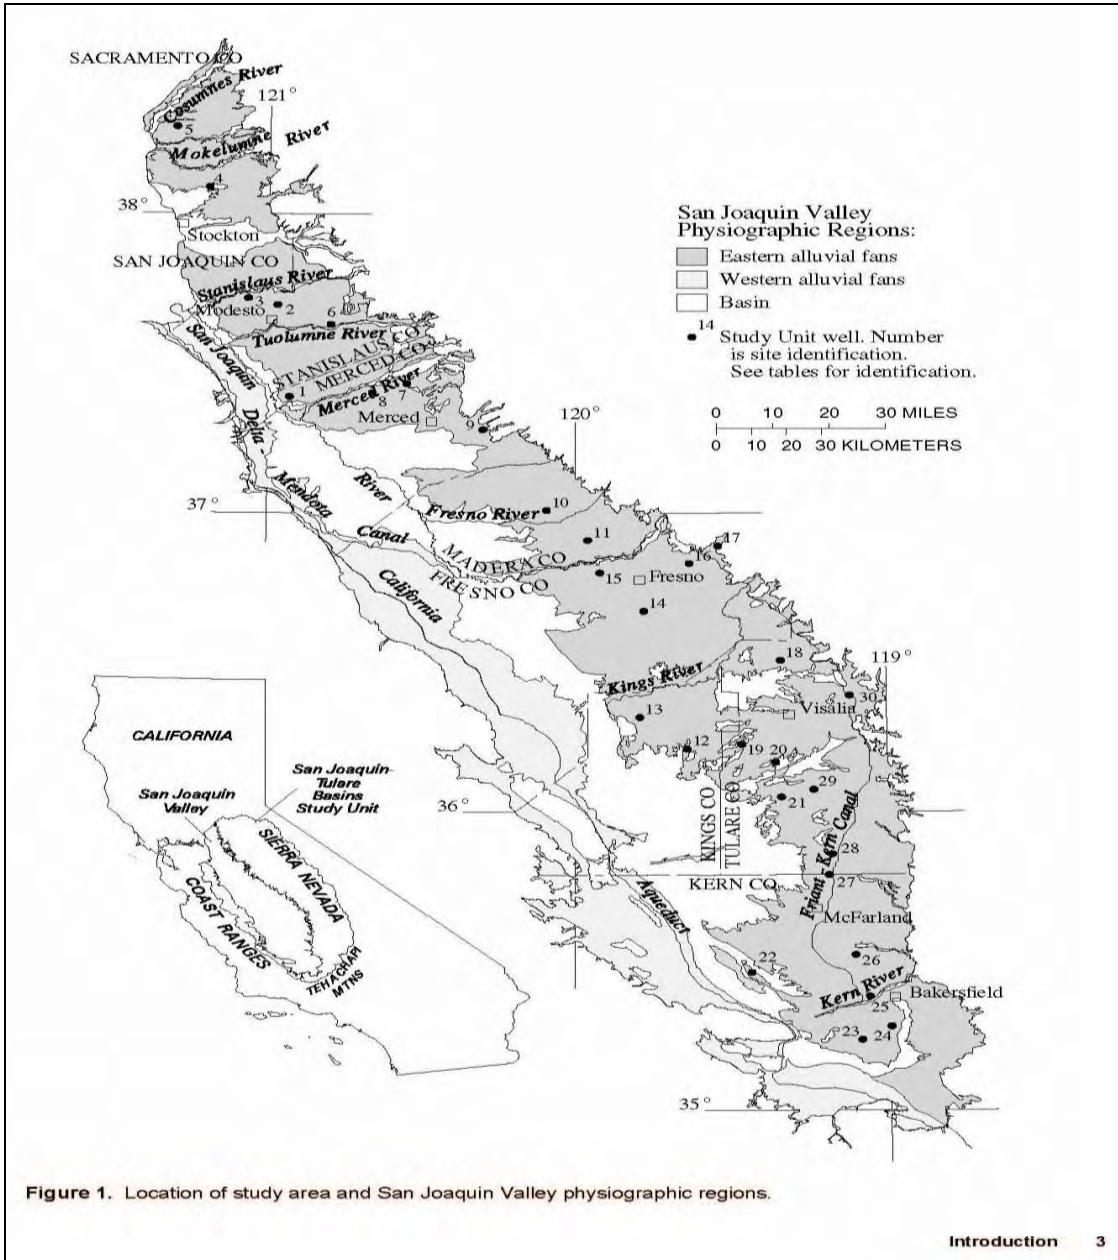 SACRAMENTO CO
Cosumnes River
121°
5
Mokelumne River
4
38°
Stockton
SAN JOAQUIN CO
Stanislaus River
3
2
Modesto
6
Tuolumne River
San Joaquin
STANISLAUS CO
MERCED CO
1
Merced River
8
7
Merced
9
120°
Delta-
Mendota
Canal
River
37°
Fresno River
10
11
MADERA CO
FRESNO CO
California
17
16
15
Fresno
14
18
119°
Kings River
30
13
Visalia
12
19
20
29
21
36°
KINGS CO
TULARE CO
Friant-Kern Canal
28
27
KERN CO
Aqueduct
McFarland
22
26
Kern River
25
Bakersfield
23
24
35°
San Joaquin Valley
Physiographic Regions:
Eastern alluvial fans
Western alluvial fans
Basin
14
Study Unit well. Number
is site identification.
See tables for identification.
0 10 20 30 MILES
0 10 20 30 KILOMETERS
CALIFORNIA
San Joaquin
Valley
San Joaquin-
Tulare
Basins
Study Unit
SIERRA NEVADA
COAST RANGES
TEHACHAPI
MTNS
Figure 1. Location of study area and San Joaquin Valley physiographic regions.
Introduction 3